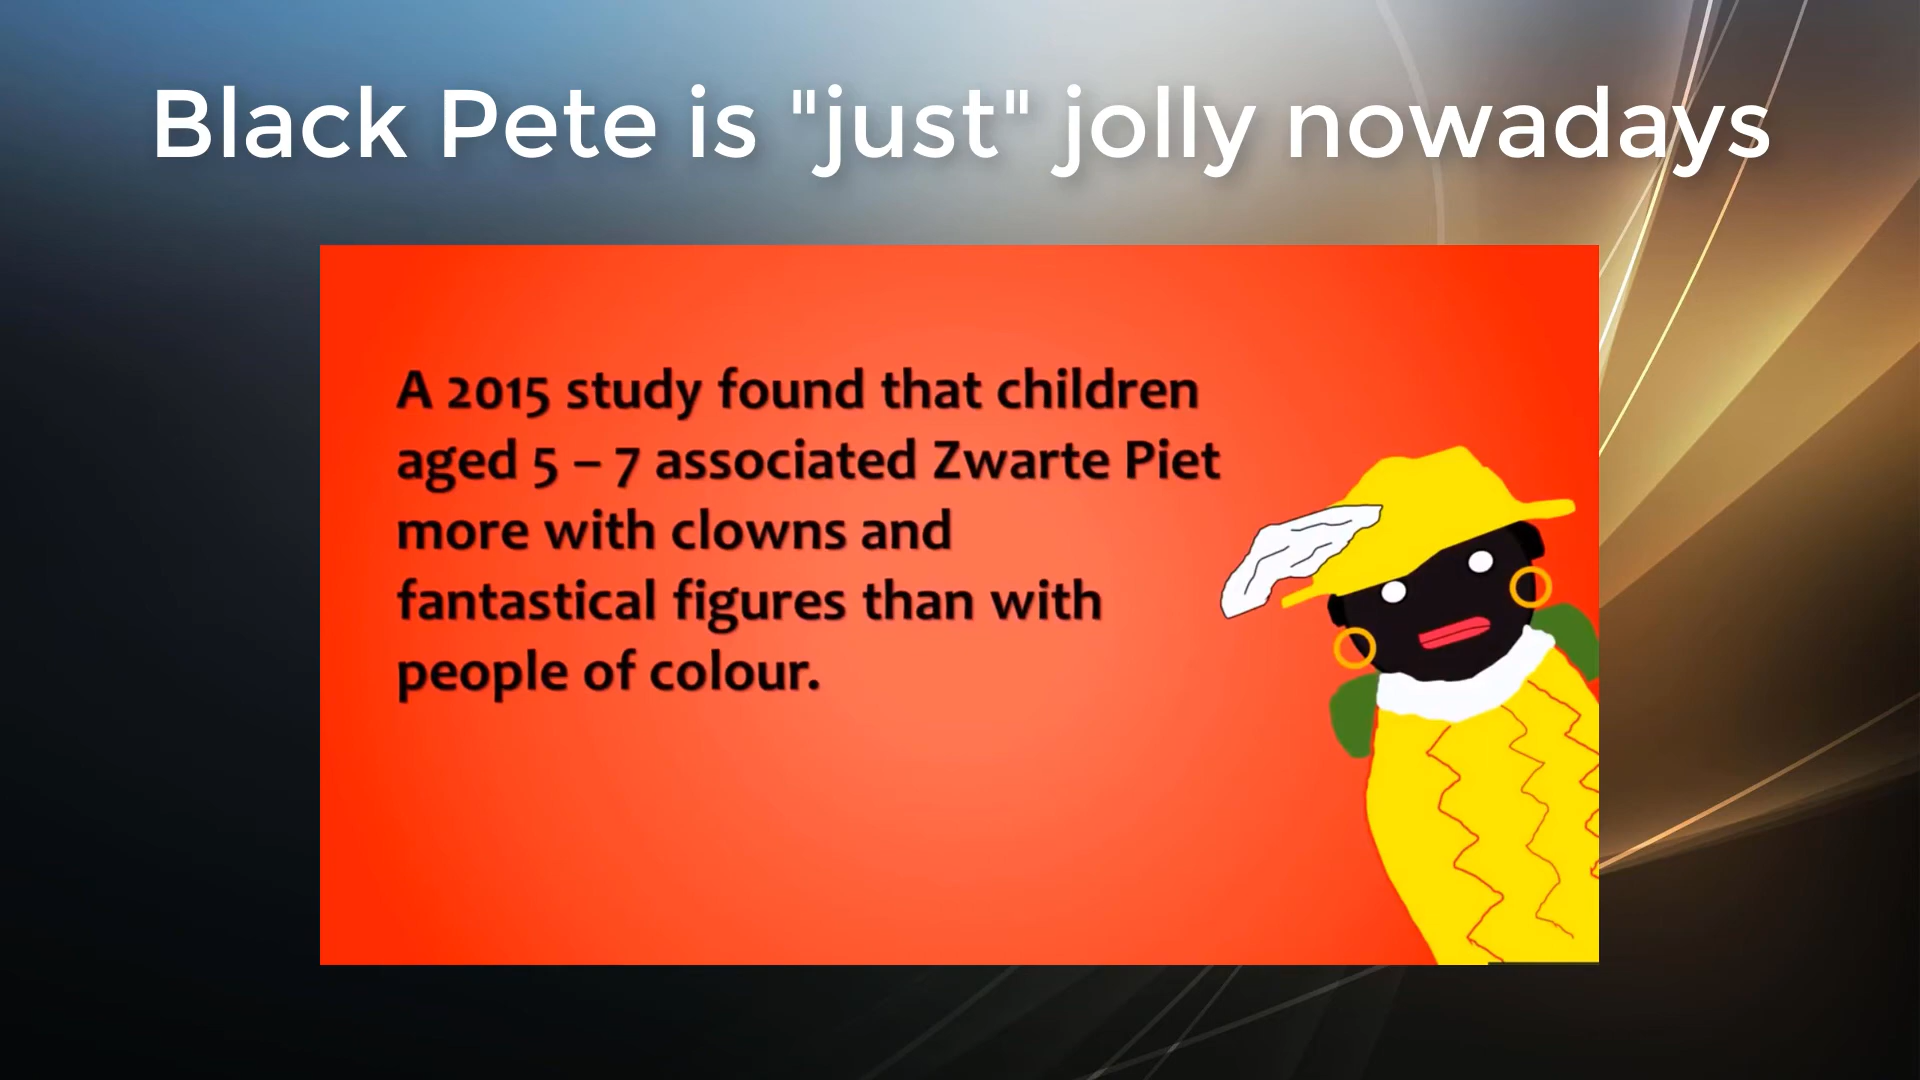 Black Pete is "just" jolly nowadays
A 2015 study found that children
aged 5 – 7 associated Zwarte Piet
more with clowns and
fantastical figures than with
people of colour.